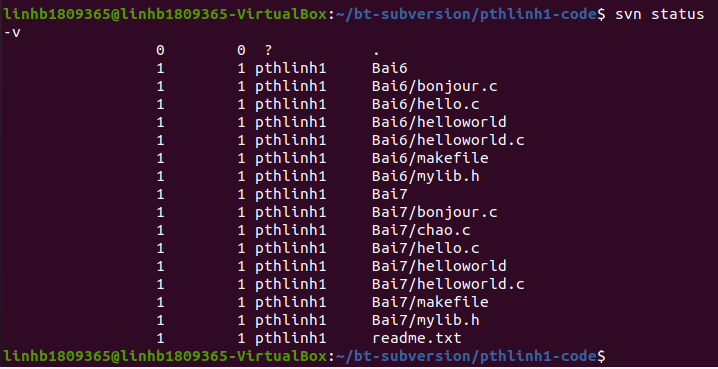 linhb1809365@linhb1809365-VirtualBox:~/bt-subversion/pthlinh1-code$ svn status
-v
0 0 ? .
1 1 pthlinh1 Bai6
1 1 pthlinh1 Bai6/bonjour.c
1 1 pthlinh1 Bai6/hello.c
1 1 pthlinh1 Bai6/helloworld
1 1 pthlinh1 Bai6/helloworld.c
1 1 pthlinh1 Bai6/makefile
1 1 pthlinh1 Bai6/mylib.h
1 1 pthlinh1 Bai7
1 1 pthlinh1 Bai7/bonjour.c
1 1 pthlinh1 Bai7/chao.c
1 1 pthlinh1 Bai7/hello.c
1 1 pthlinh1 Bai7/helloworld
1 1 pthlinh1 Bai7/helloworld.c
1 1 pthlinh1 Bai7/makefile
1 1 pthlinh1 Bai7/mylib.h
1 1 pthlinh1 readme.txt
linhb1809365@linhb1809365-VirtualBox:~/bt-subversion/pthlinh1-code$